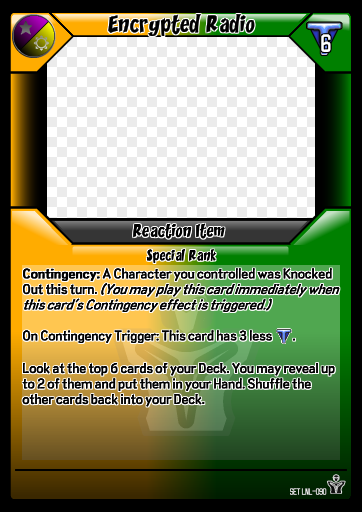 Encrypted Radio
6
Reaction Item
Special Rank
Contingency: A Character you controlled was Knocked
Out this turn. (You may play this card immediately when
this card's Contingency effect is triggered.)
On Contingency Trigger: This card has 3 less .
Look at the top 6 cards of your Deck. You may reveal up
to 2 of them and put them in your Hand. Shuffle the
other cards back into your Deck.
SET LNL-090